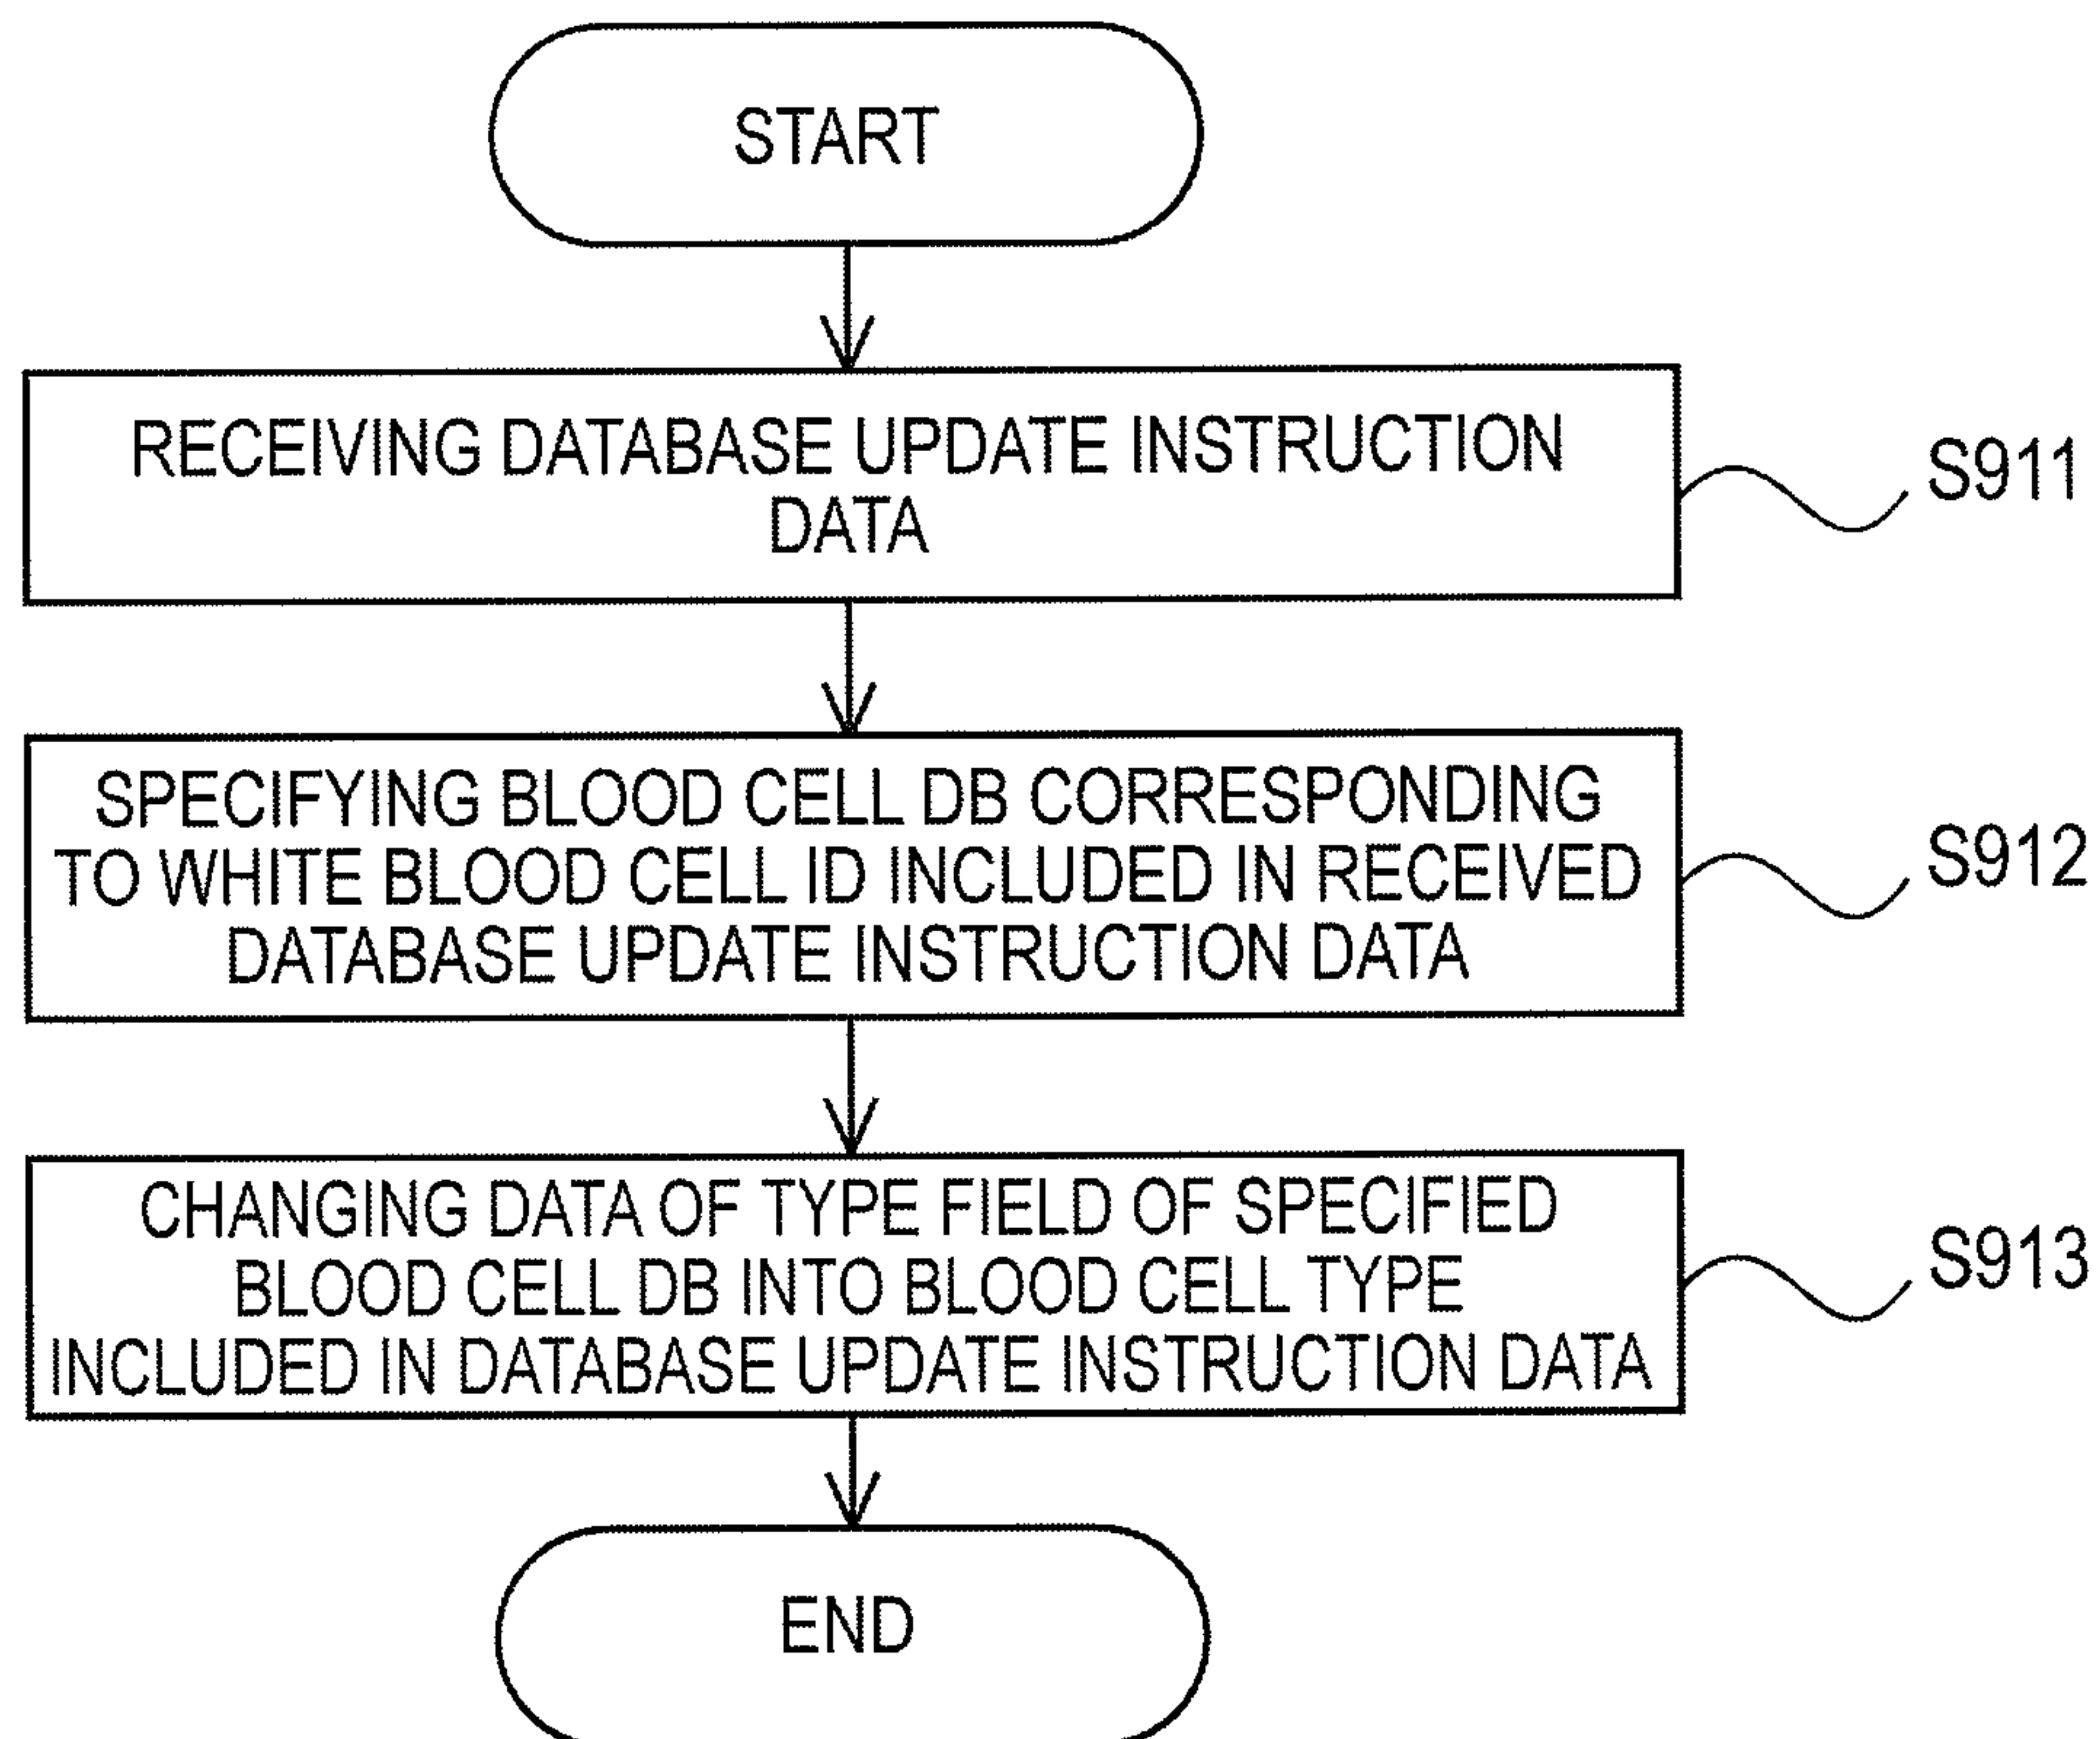 START
RECEIVING DATABASE UPDATE INSTRUCTION
DATA
S911
SPECIFYING BLOOD CELL DB CORRESPONDING
TO WHITE BLOOD CELL ID INCLUDED IN RECEIVED
DATABASE UPDATE INSTRUCTION DATA
S912
CHANGING DATA OF TYPE FIELD OF SPECIFIED
BLOOD CELL DB INTO BLOOD CELL TYPE
INCLUDED IN DATABASE UPDATE INSTRUCTION DATA
S913
END